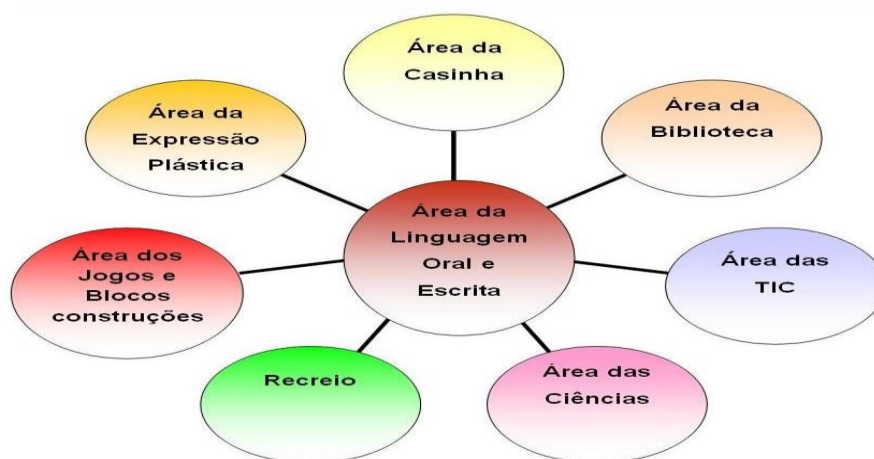 Área da
Casinha
Área da
Expressão
Plástica
Área da
Biblioteca
Área da
Linguagem
Oral e
Escrita
Área dos
Jogos e
Blocos
construções
Área das
TIC
Recreio
Área das
Ciências